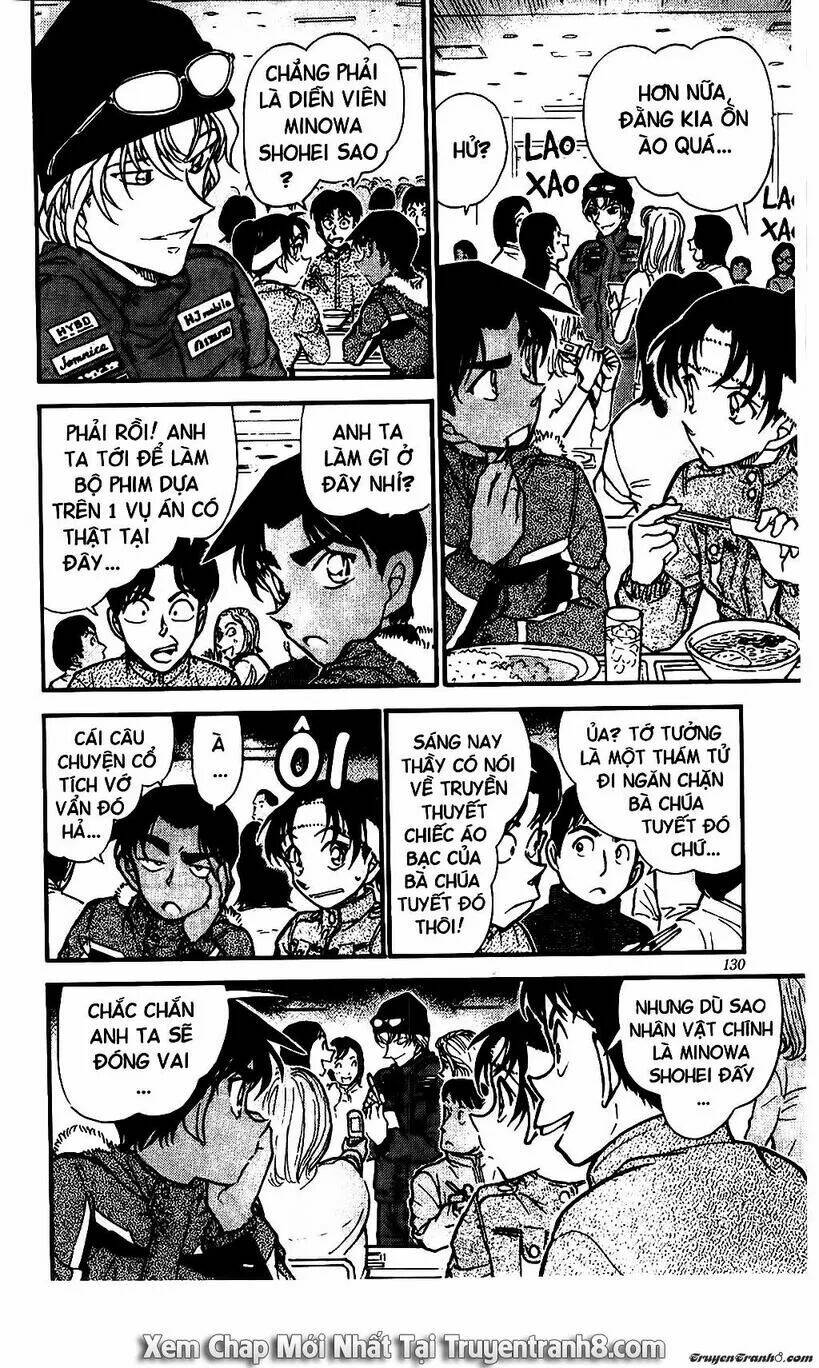 HƠN NỮA,
ĐẰNG KIA ỒN
ÀO QUÁ...
HỬ?
LAO
XAO
LAO
XAO
CHẲNG PHẢI
LÀ DIỄN VIÊN
MINOWA
SHOHEI SAO
?
HYBD
H.J mobile
Jomnica
ANH TA
LÀM GÌ Ở
ĐÂY NHỈ?
PHẢI RỒI! ANH
TA TỚI ĐỂ LÀM
BỘ PHIM DỰA
TRÊN 1 VỤ ÁN CÓ
THẬT TẠI
ĐÂY...
ỦA? TỚ TƯỞNG
LÀ MỘT THÁM TỬ
ĐI NGĂN CHẶN
BÀ CHÚA
TUYẾT ĐÓ
CHỨ...
SÁNG NAY
THẦY CÓ NÓI
VỀ TRUYỀN
THUYẾT
CHIẾC ÁO
BẠC CỦA
BÀ CHÚA
TUYẾT ĐÓ
THÔI!
ÔI
À
...
CÁI CÂU
CHUYỆN CỔ
TÍCH VỚ
VẨN ĐÓ
HẢ...
130
NHƯNG DÙ SAO
NHÂN VẬT CHÍNH
LÀ MINOWA
SHOHEI ĐẤY
...
CHẮC CHẮN
ANH TA SẼ
ĐÓNG VAI
...
Xem Chap Mới Nhất Tại Truyentranh8.com
TruyenTranh8.com